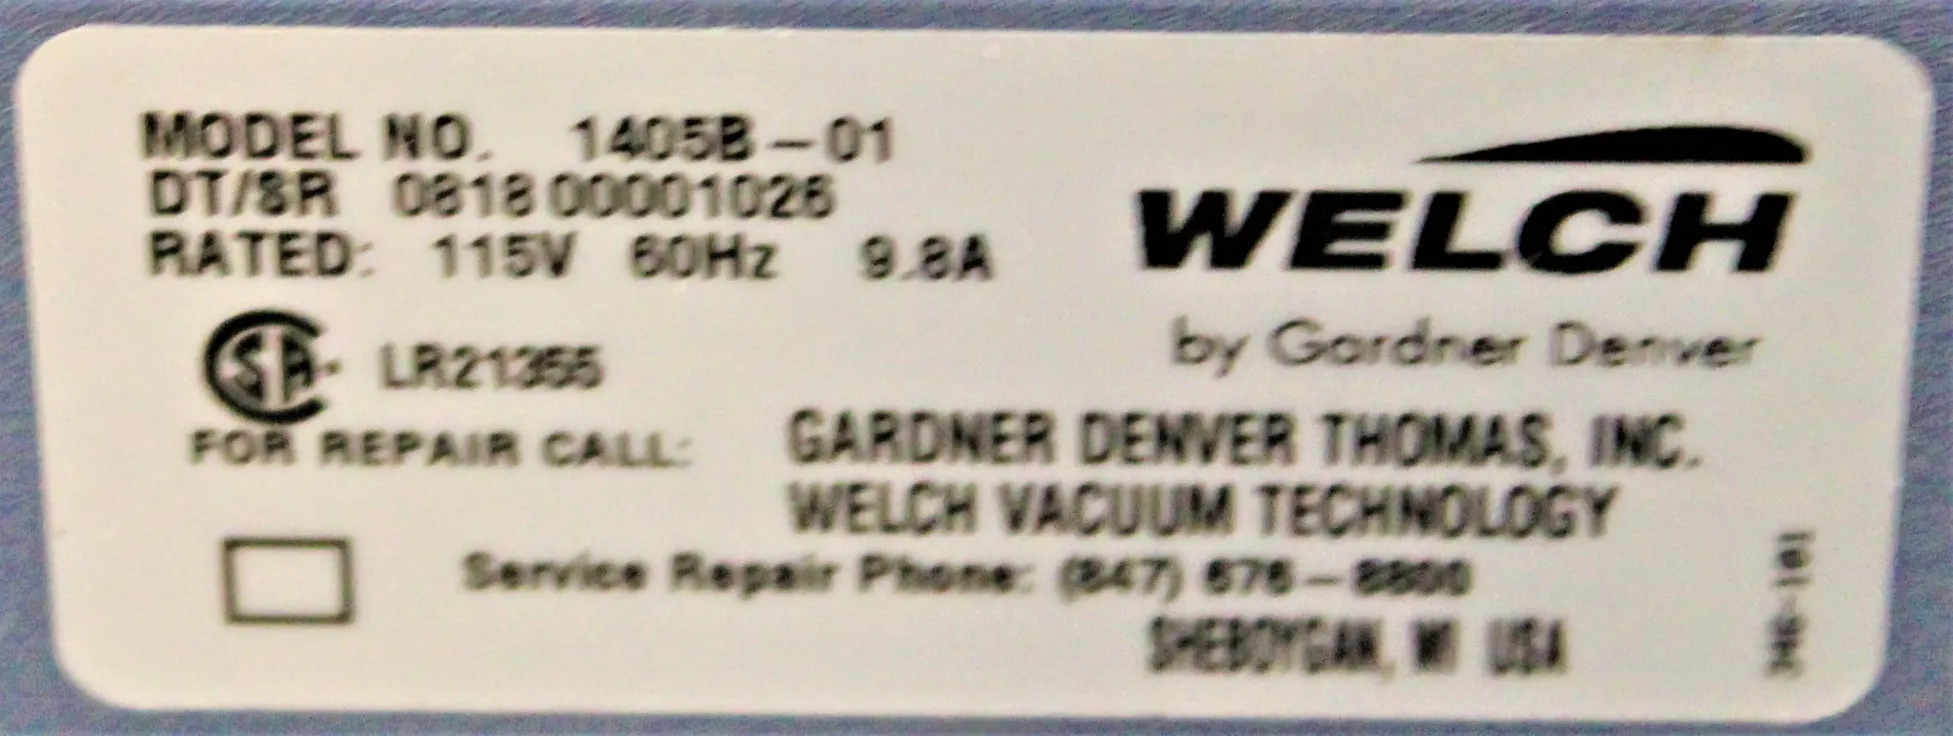 MODEL NO. 1405B-01
DT/SR 0818 00001026
RATED: 115V 60Hz 9.8A
WELCH
by Gardner Denver
CSA LR21355
FOR REPAIR CALL:
GARDNER DENVER THOMAS, INC.
WELCH VACUUM TECHNOLOGY
Service Repair Phone: (847) 676-8800
SHEBOYGAN, WI USA